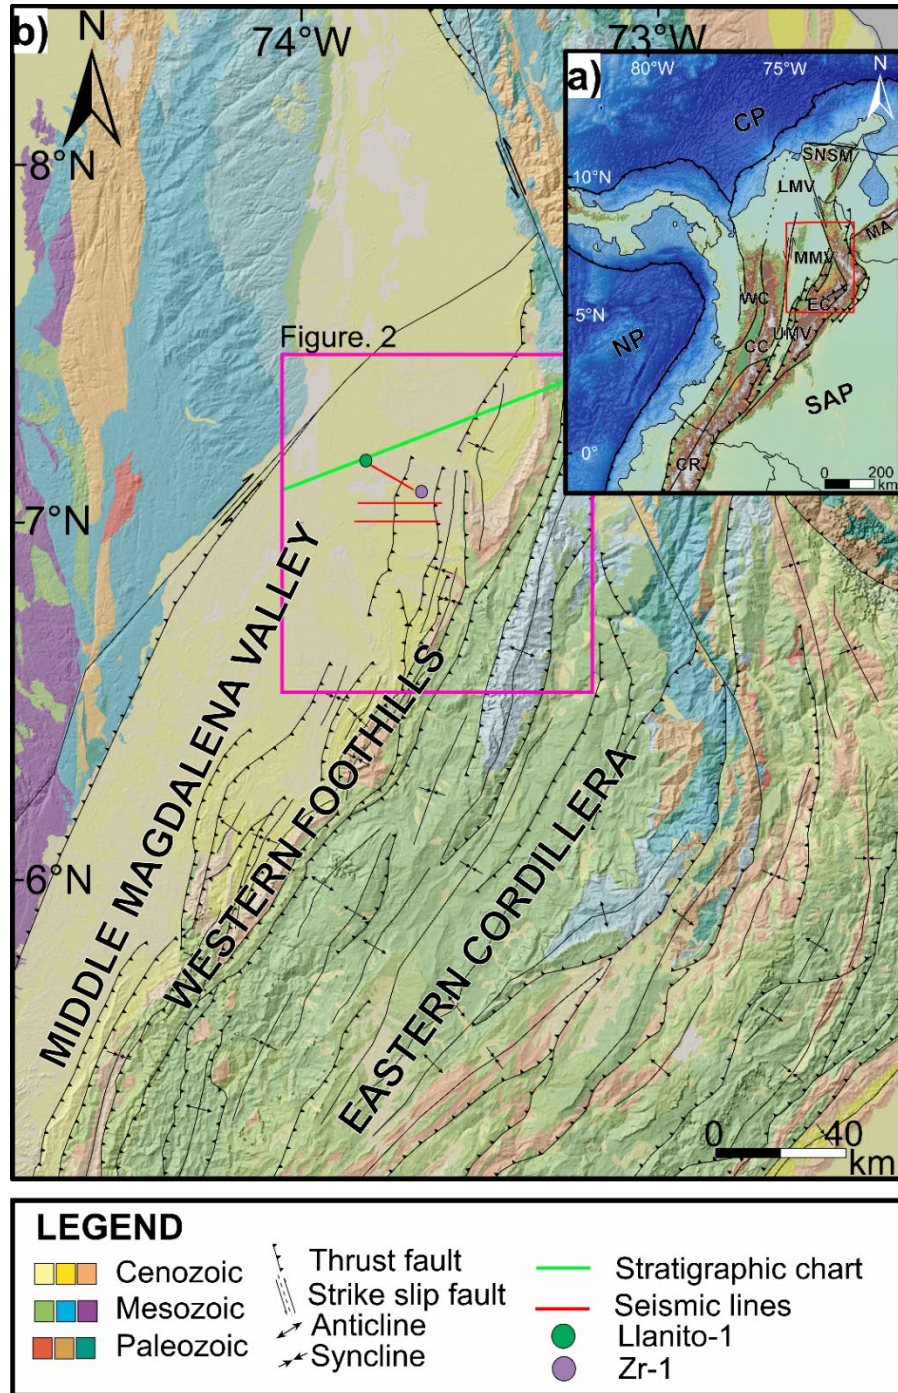 b)
N
74°W
73°W
8°N
7°N
6°N
Figure. 2
MIDDLE MAGDALENA VALLEY
WESTERN FOOTHILLS
EASTERN CORDILLERA
0 40
km
a)
80°W
75°W
N
10°N
5°N
0°
CP
SNSM
LMV
MA
MMV
WC
EC
NP
UMV
CC
SAP
CR
0 200
km
LEGEND
Cenozoic
Mesozoic
Paleozoic
Thrust fault
Strike slip fault
Anticline
Syncline
Stratigraphic chart
Seismic lines
Llanito-1
Zr-1